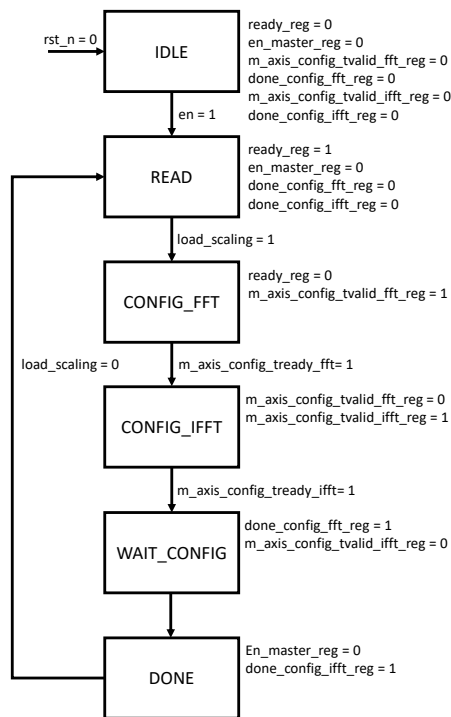 rst_n = 0
IDLE
ready_reg = 0
en_master_reg = 0
m_axis_config_tvalid_fft_reg = 0
done_config_fft_reg = 0
m_axis_config_tvalid_ifft_reg = 0
done_config_ifft_reg = 0
en = 1
READ
ready_reg = 1
en_master_reg = 0
done_config_fft_reg = 0
done_config_ifft_reg = 0
load_scaling = 1
CONFIG_FFT
ready_reg = 0
m_axis_config_tvalid_fft_reg = 1
load_scaling = 0
m_axis_config_tready_fft= 1
CONFIG_IFFT
m_axis_config_tvalid_fft_reg = 0
m_axis_config_tvalid_ifft_reg = 1
m_axis_config_tready_ifft= 1
WAIT_CONFIG
done_config_fft_reg = 1
m_axis_config_tvalid_ifft_reg = 0
DONE
En_master_reg = 0
done_config_ifft_reg = 1